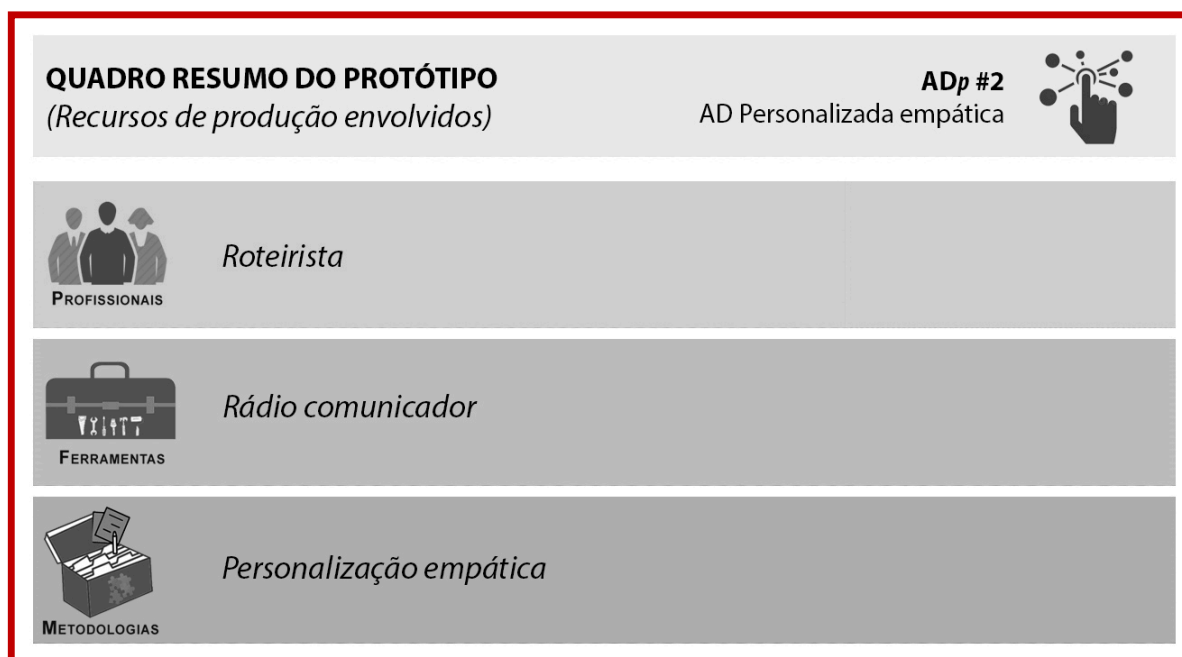 QUADRO RESUMO DO PROTÓTIPO
(Recursos de produção envolvidos)
ADp #2
AD Personalizada empática
Roteirista
PROFISSIONAIS
Rádio comunicador
FERRAMENTAS
Personalização empática
METODOLOGIAS